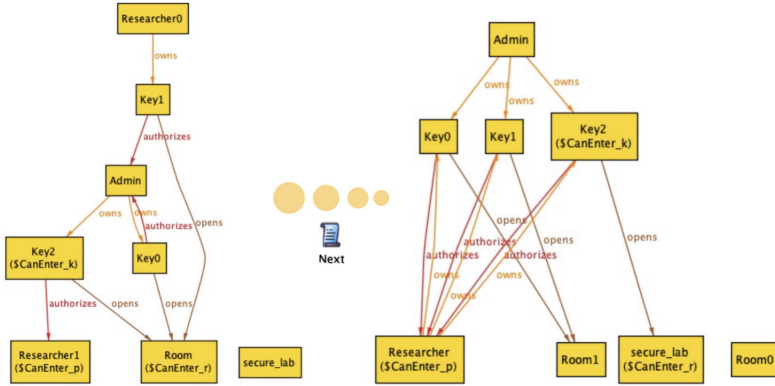 Researcher0
owns
Key1
authorizes
Admin
owns
owns
authorizes
Key2
($CanEnter_k)
Key0
authorizes
opens
opens
opens
Researcher1
($CanEnter_p)
Room
($CanEnter_r)
secure_lab
Next
Admin
owns
owns
owns
Key0
Key1
Key2
($CanEnter_k)
opens
authorizes
opens
opens
authorizes
authorizes
owns
owns
owns
Researcher
($CanEnter_p)
Room1
secure_lab
($CanEnter_r)
Room0